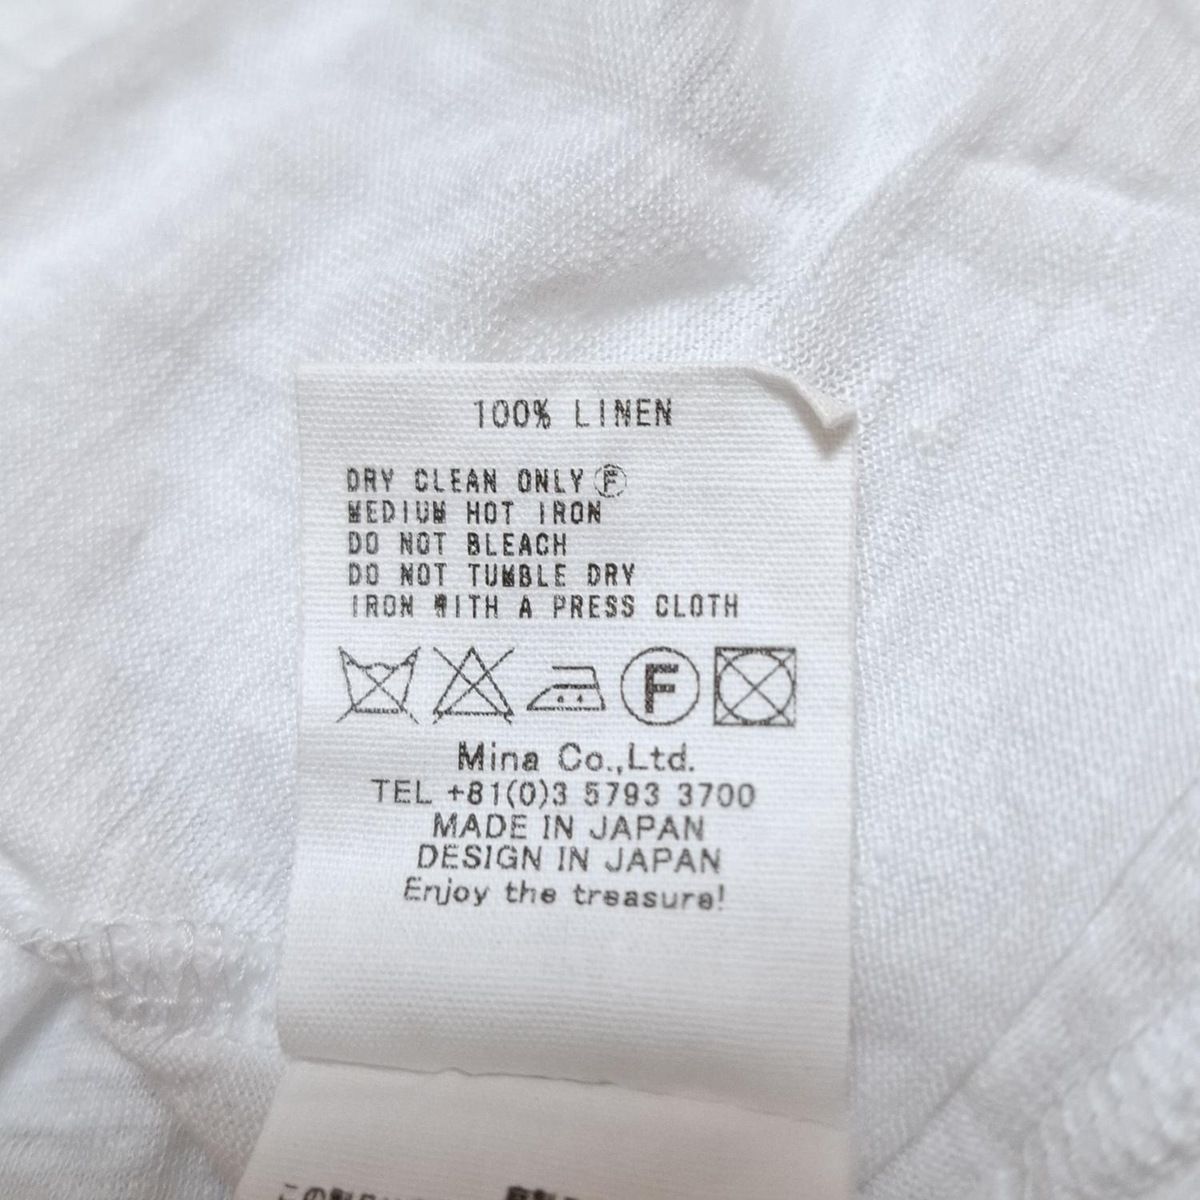 100% LINEN
DRY CLEAN ONLY Ⓕ
MEDIUM HOT IRON
DO NOT BLEACH
DO NOT TUMBLE DRY
IRON WITH A PRESS CLOTH
F
Mina Co.,Ltd.
TEL +81(0)3 5793 3700
MADE IN JAPAN
DESIGN IN JAPAN
Enjoy the treasure!